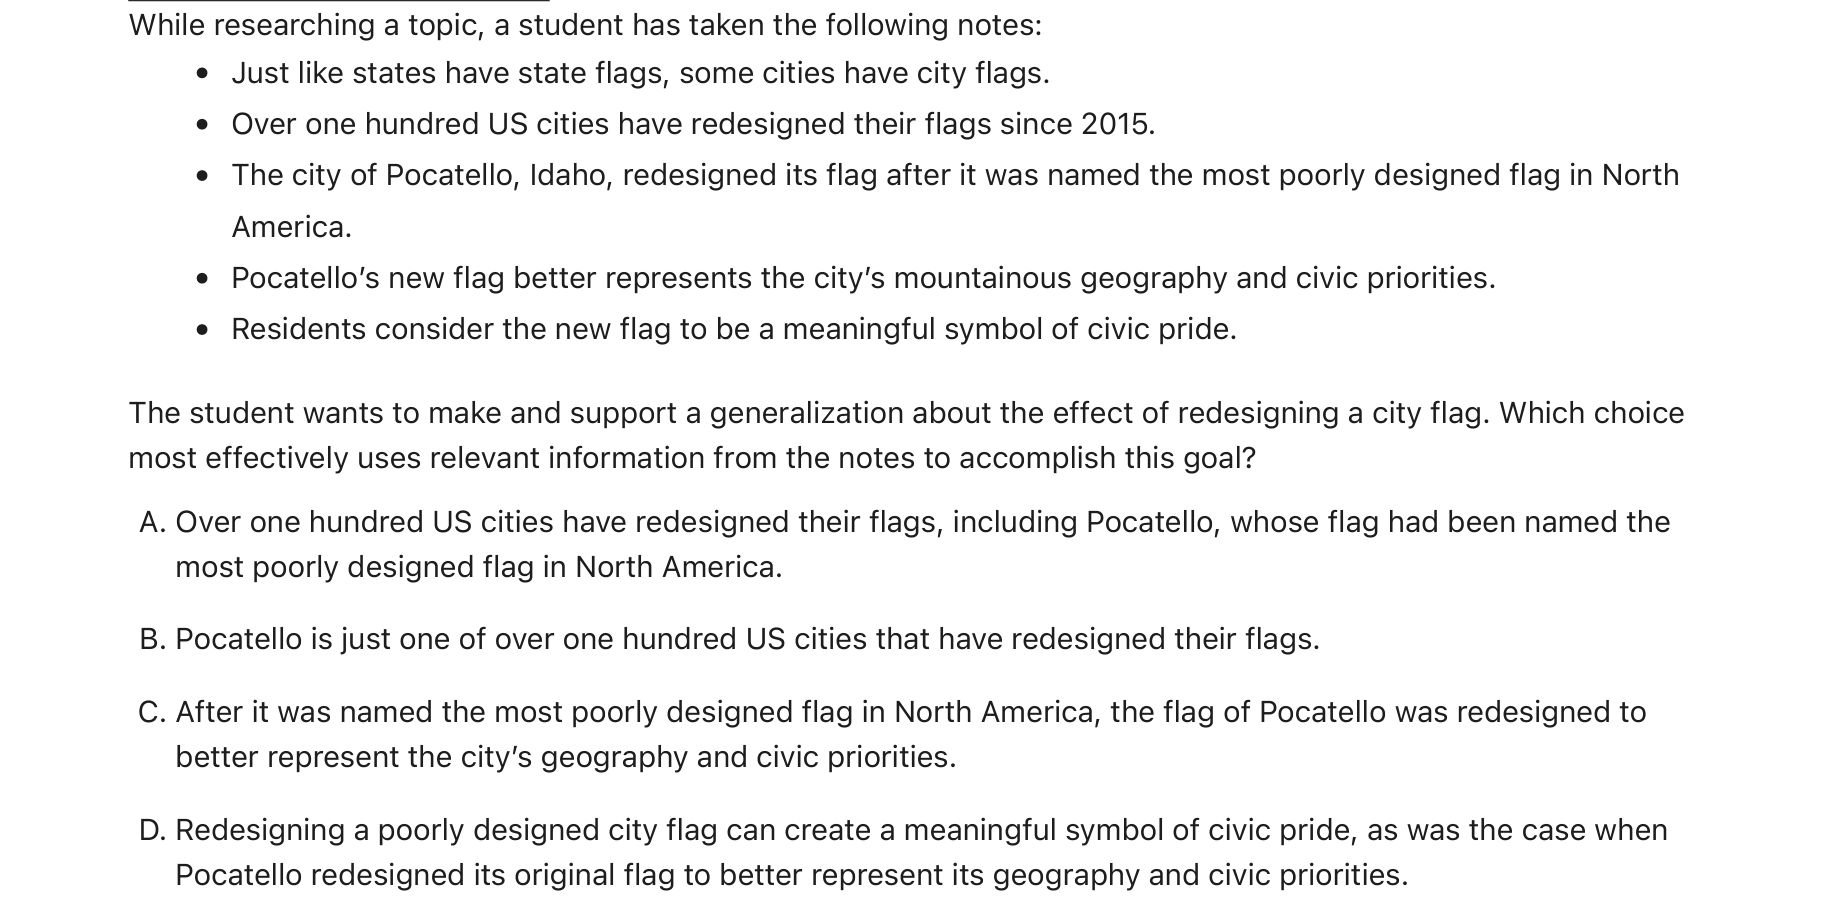 While researching a topic, a student has taken the following notes:
• Just like states have state flags, some cities have city flags.
• Over one hundred US cities have redesigned their flags since 2015.
• The city of Pocatello, Idaho, redesigned its flag after it was named the most poorly designed flag in North
America.
• Pocatello’s new flag better represents the city’s mountainous geography and civic priorities.
• Residents consider the new flag to be a meaningful symbol of civic pride.
The student wants to make and support a generalization about the effect of redesigning a city flag. Which choice
most effectively uses relevant information from the notes to accomplish this goal?
A. Over one hundred US cities have redesigned their flags, including Pocatello, whose flag had been named the
most poorly designed flag in North America.
B. Pocatello is just one of over one hundred US cities that have redesigned their flags.
C. After it was named the most poorly designed flag in North America, the flag of Pocatello was redesigned to
better represent the city’s geography and civic priorities.
D. Redesigning a poorly designed city flag can create a meaningful symbol of civic pride, as was the case when
Pocatello redesigned its original flag to better represent its geography and civic priorities.